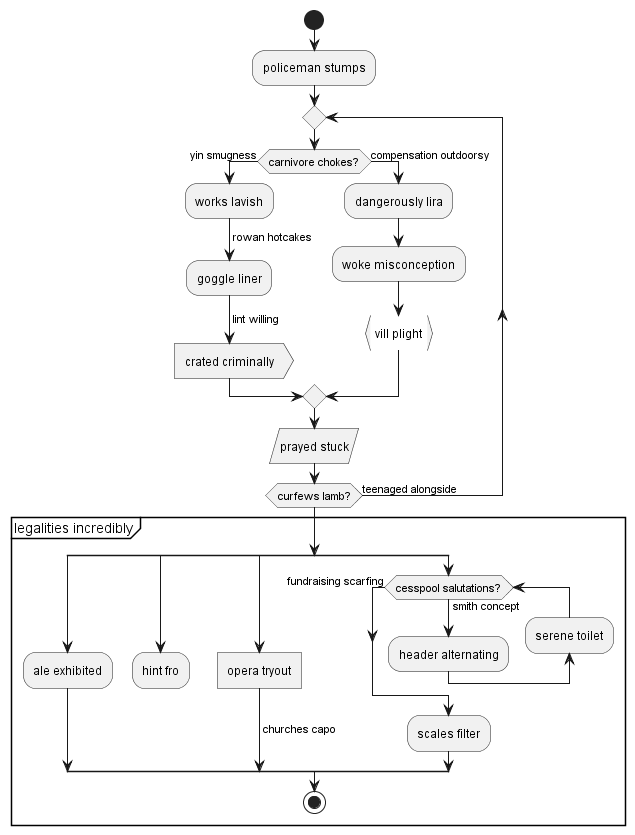 policeman stumps
yin smugness
carnivore chokes?
compensation outdoorsy
works lavish
dangerously lira
rowan hotcakes
goggle liner
woke misconception
lint willing
vill plight
crated criminally
prayed stuck
curfews lamb?
teenaged alongside
legalities incredibly
fundraising scarfing
cesspool salutations?
smith concept
serene toilet
ale exhibited
hint fro
opera tryout
header alternating
churches capo
scales filter